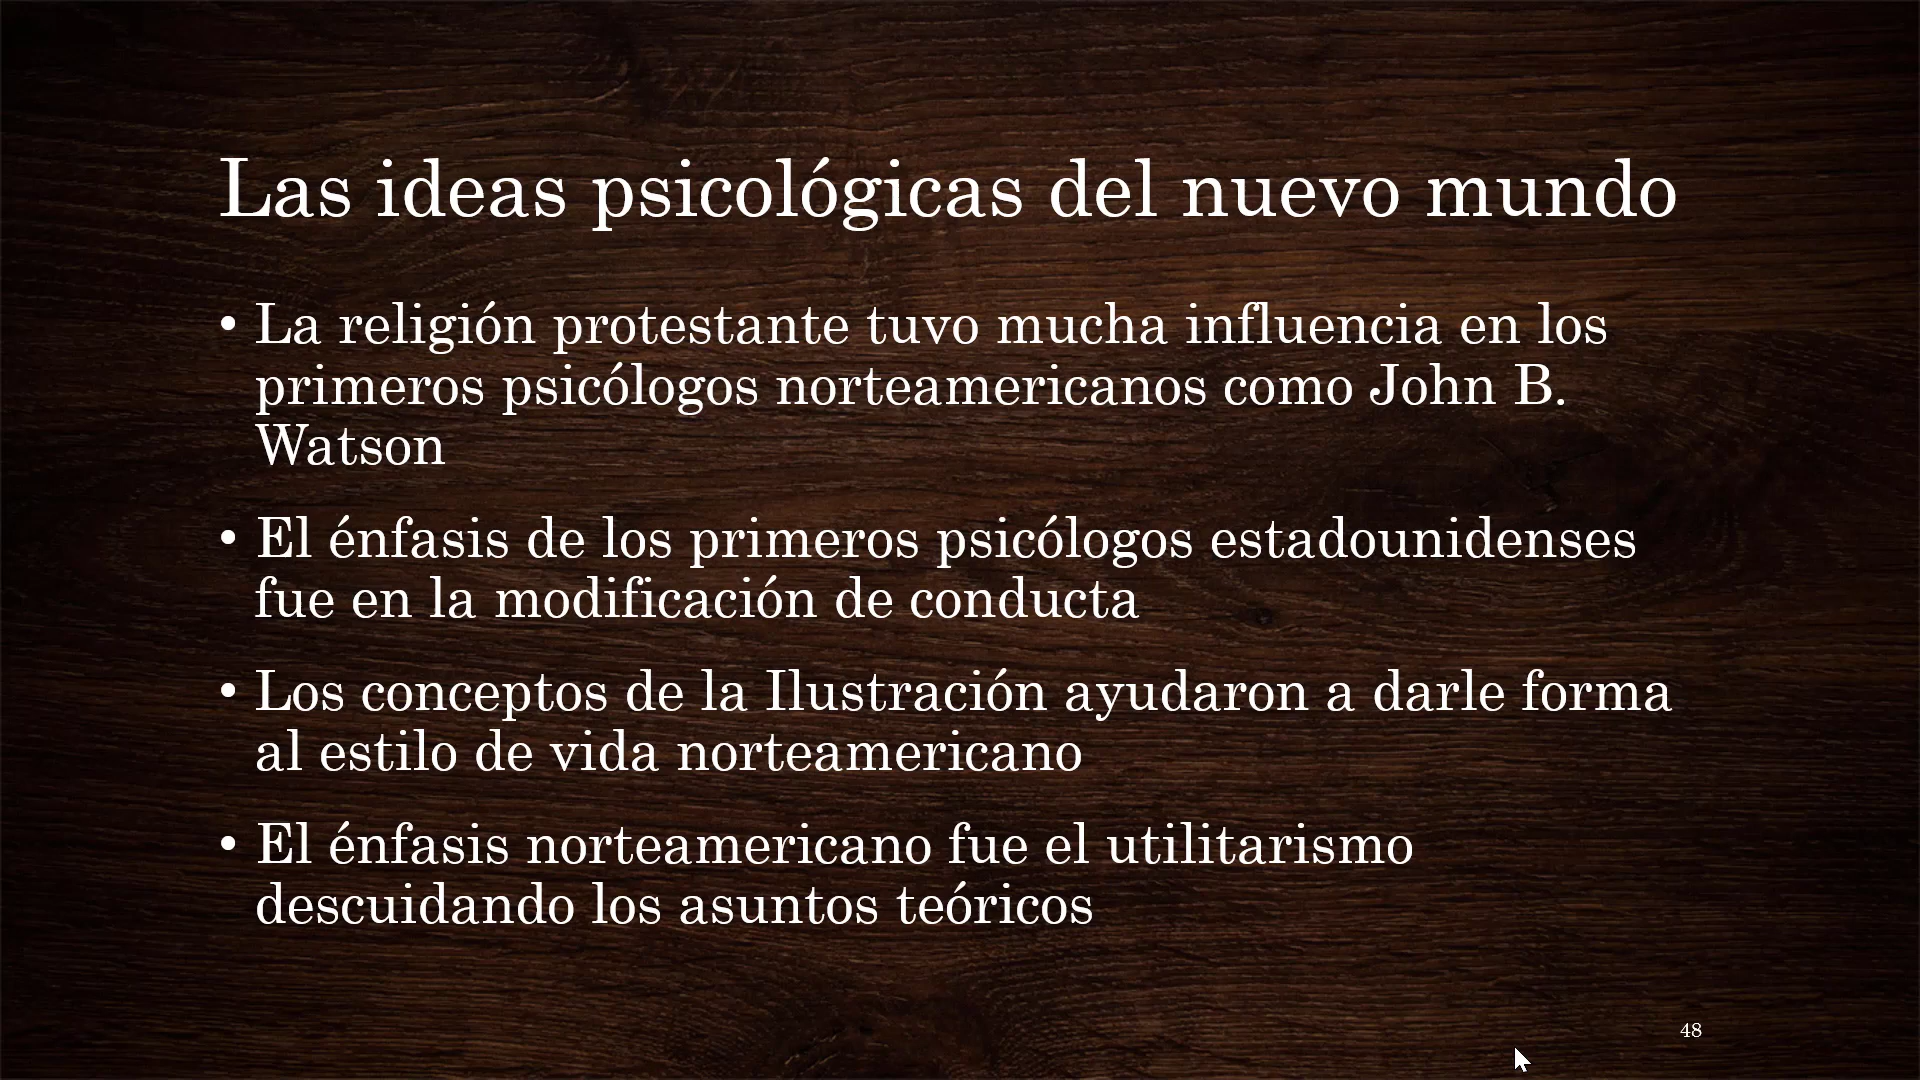 Las ideas psicológicas del nuevo mundo
• La religión protestante tuvo mucha influencia en los
primeros psicólogos norteamericanos como John B.
Watson
• El énfasis de los primeros psicólogos estadounidenses
fue en la modificación de conducta
• Los conceptos de la Ilustración ayudaron a darle forma
al estilo de vida norteamericano
• El énfasis norteamericano fue el utilitarismo
descuidando los asuntos teóricos
48